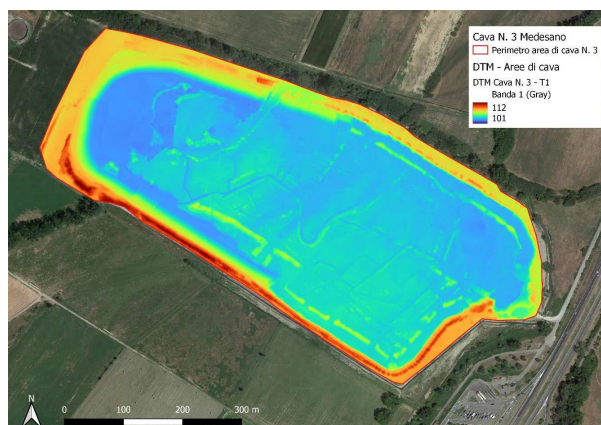 Cava N. 3 Medesano
Perimetro area di cava N. 3
DTM - Aree di cava
DTM Cava N. 3 - T1
Banda 1 (Gray)
112
101
N
0 100 200 300 m